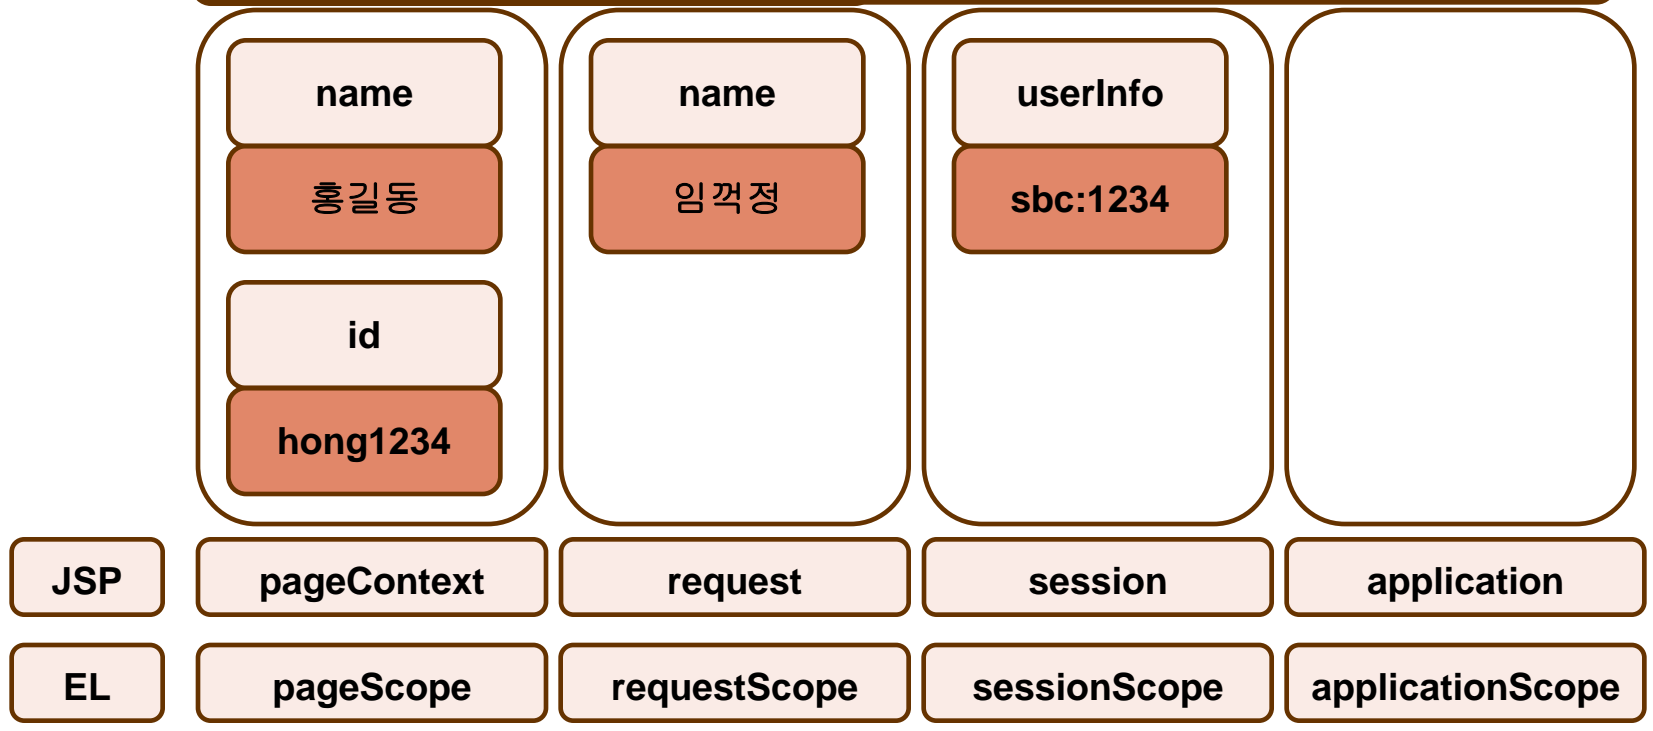 name
name
userInfo
홍길동
임꺽정
sbc:1234
id
hong1234
JSP
pageContext
request
session
application
EL
pageScope
requestScope
sessionScope
applicationScope